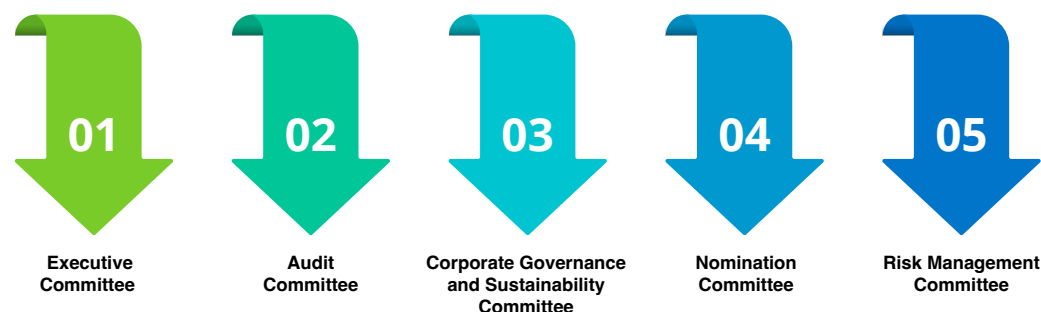 01
02
03
04
05
Executive
Committee
Audit
Committee
Corporate Governance
and Sustainability
Committee
Nomination
Committee
Risk Management
Committee